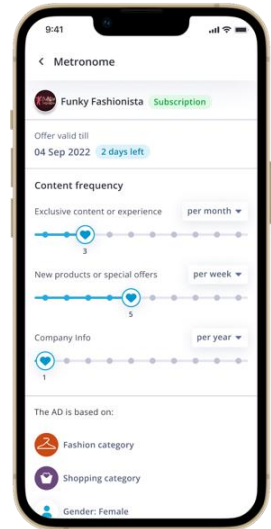 9:41
Metronome
Funky Fashionista Subscription
Offer valid till
04 Sep 2022 2 days left
Content frequency
Exclusive content or experience per month
3
New products or special offers per week
5
Company Info per year
1
The AD is based on:
Fashion category
Shopping category
Gender: Female